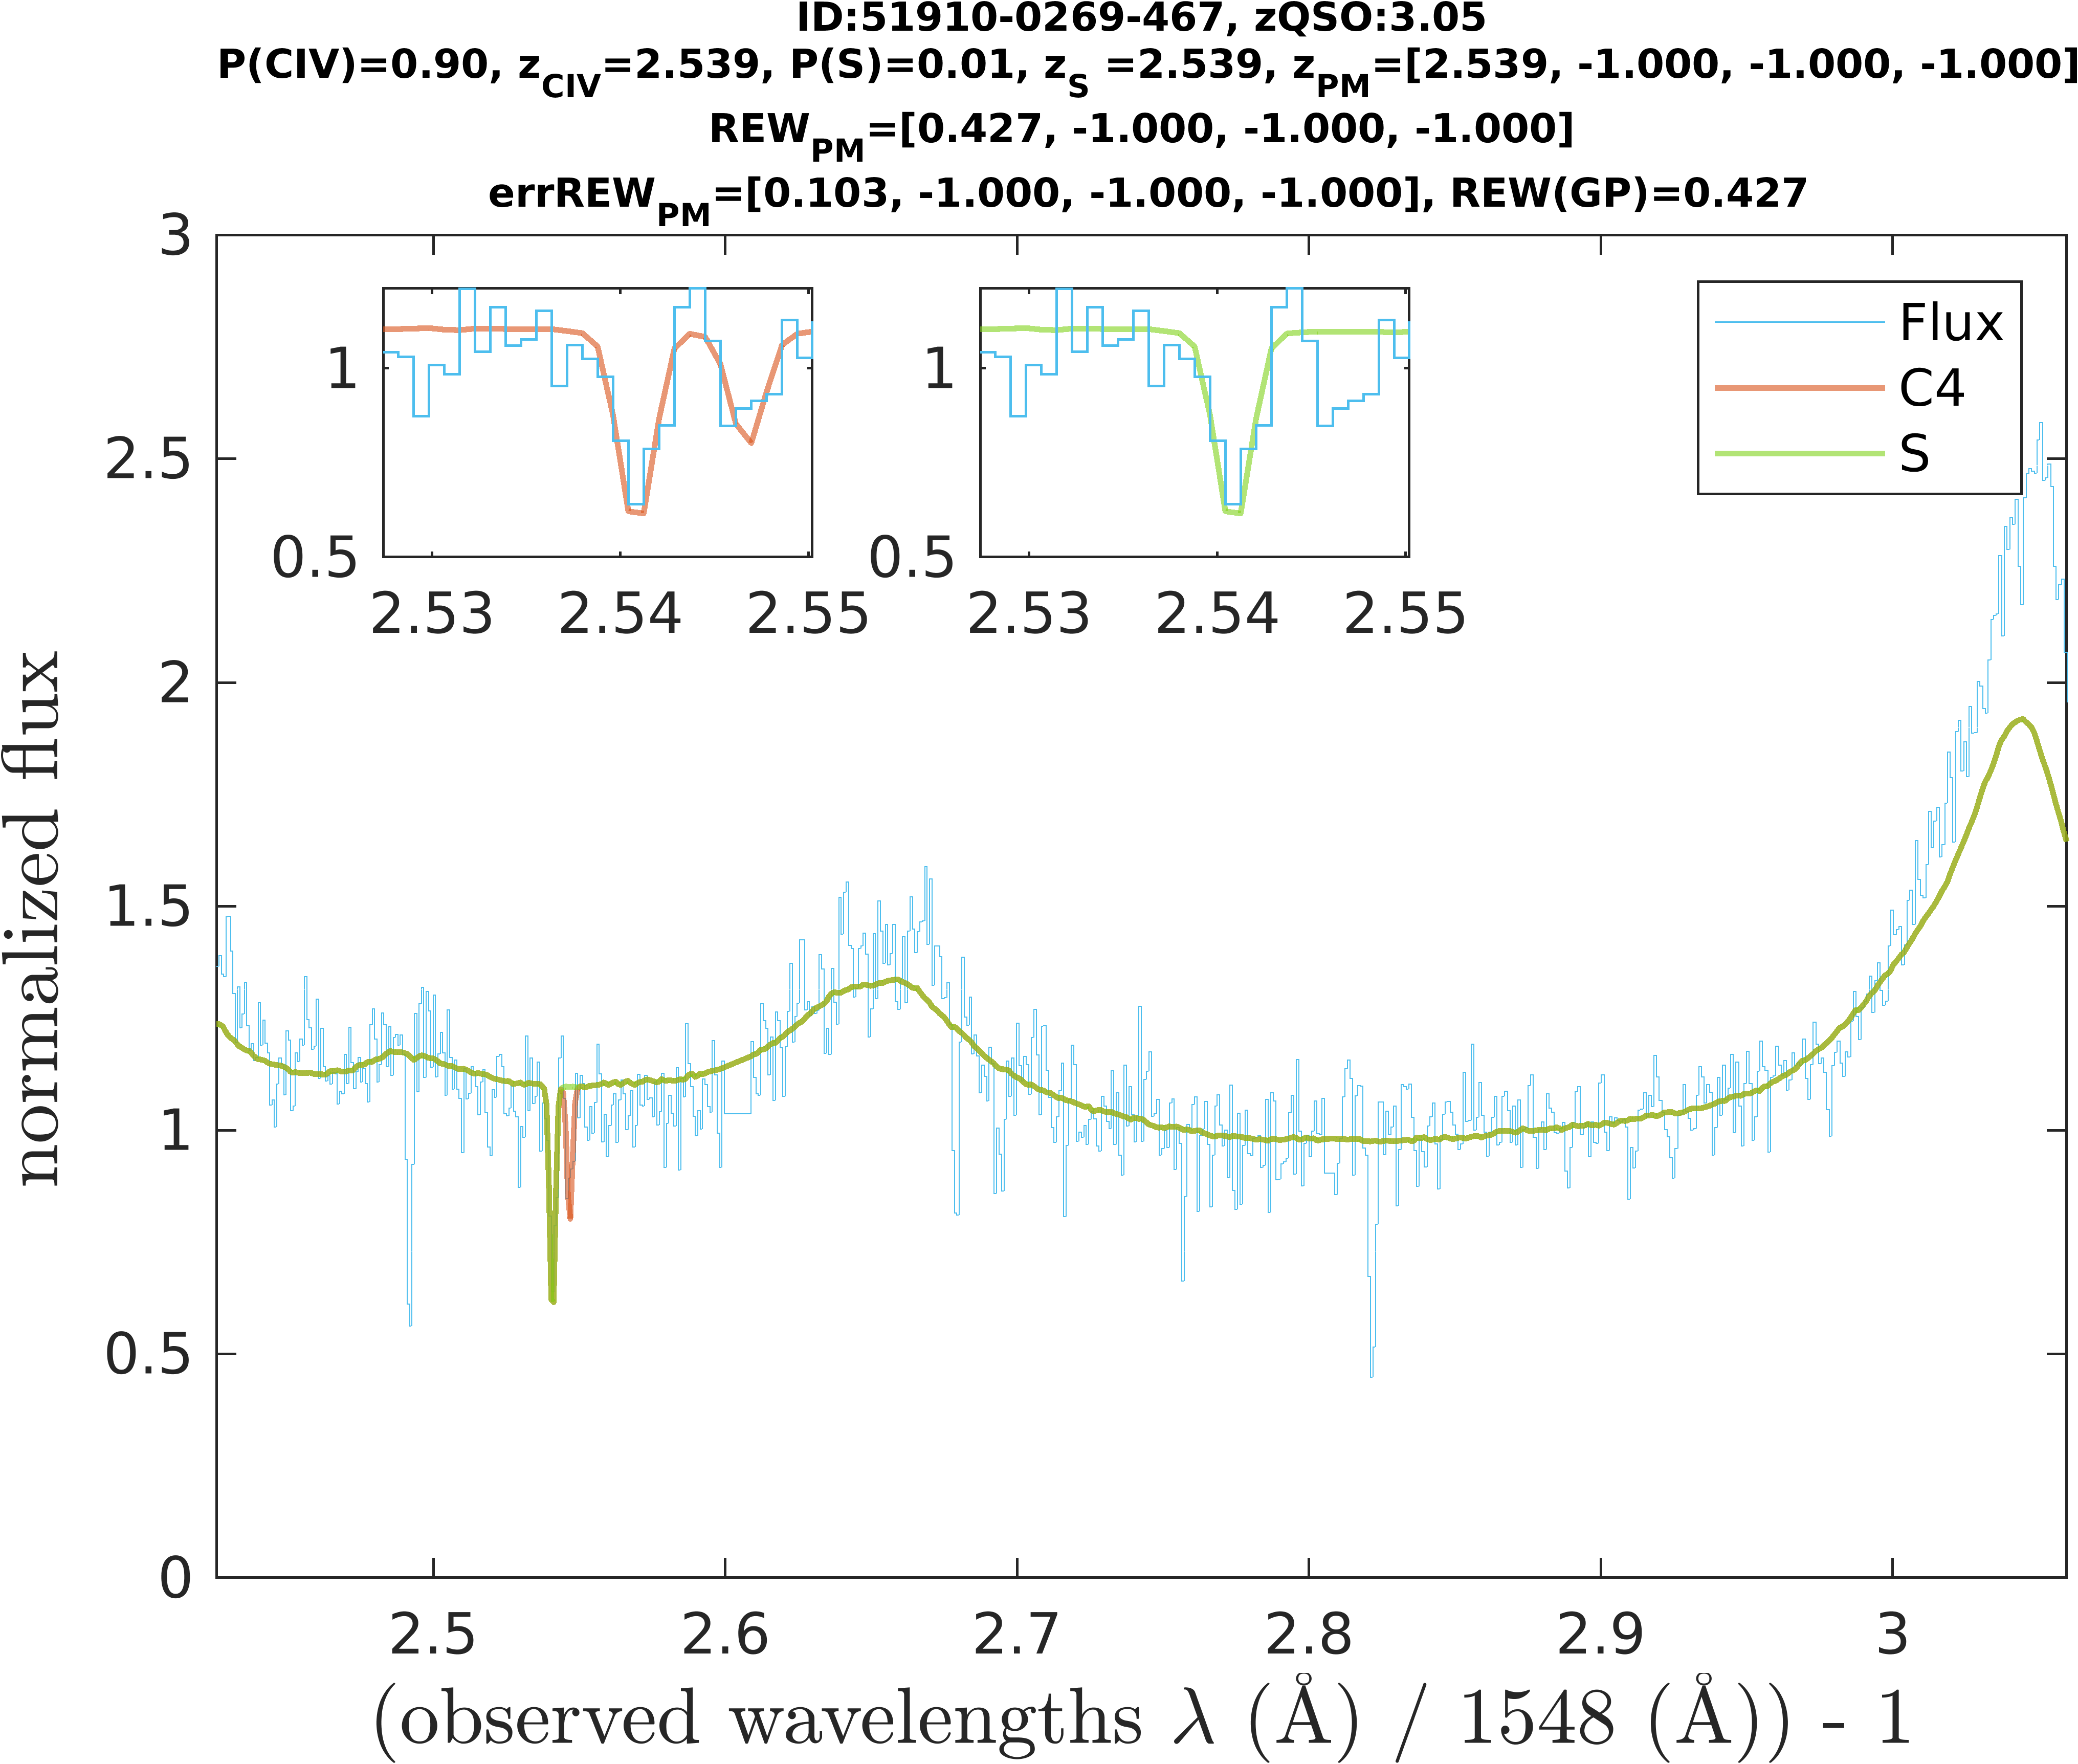 ID:51910-0269-467, zQSO:3.05
P(CIV)=0.90, zCIV=2.539, P(S)=0.01, zS =2.539, zPM=[2.539, -1.000, -1.000, -1.000]
REWPM=[0.427, -1.000, -1.000, -1.000]
errREWPM=[0.103, -1.000, -1.000, -1.000], REW(GP)=0.427
3
2.5
2
1.5
1
0.5
0
normalized flux
1
0.5
2.53 2.54 2.55
1
0.5
2.53 2.54 2.55
Flux
C4
S
2.5 2.6 2.7 2.8 2.9 3
(observed wavelengths λ (Å) / 1548 (Å)) - 1